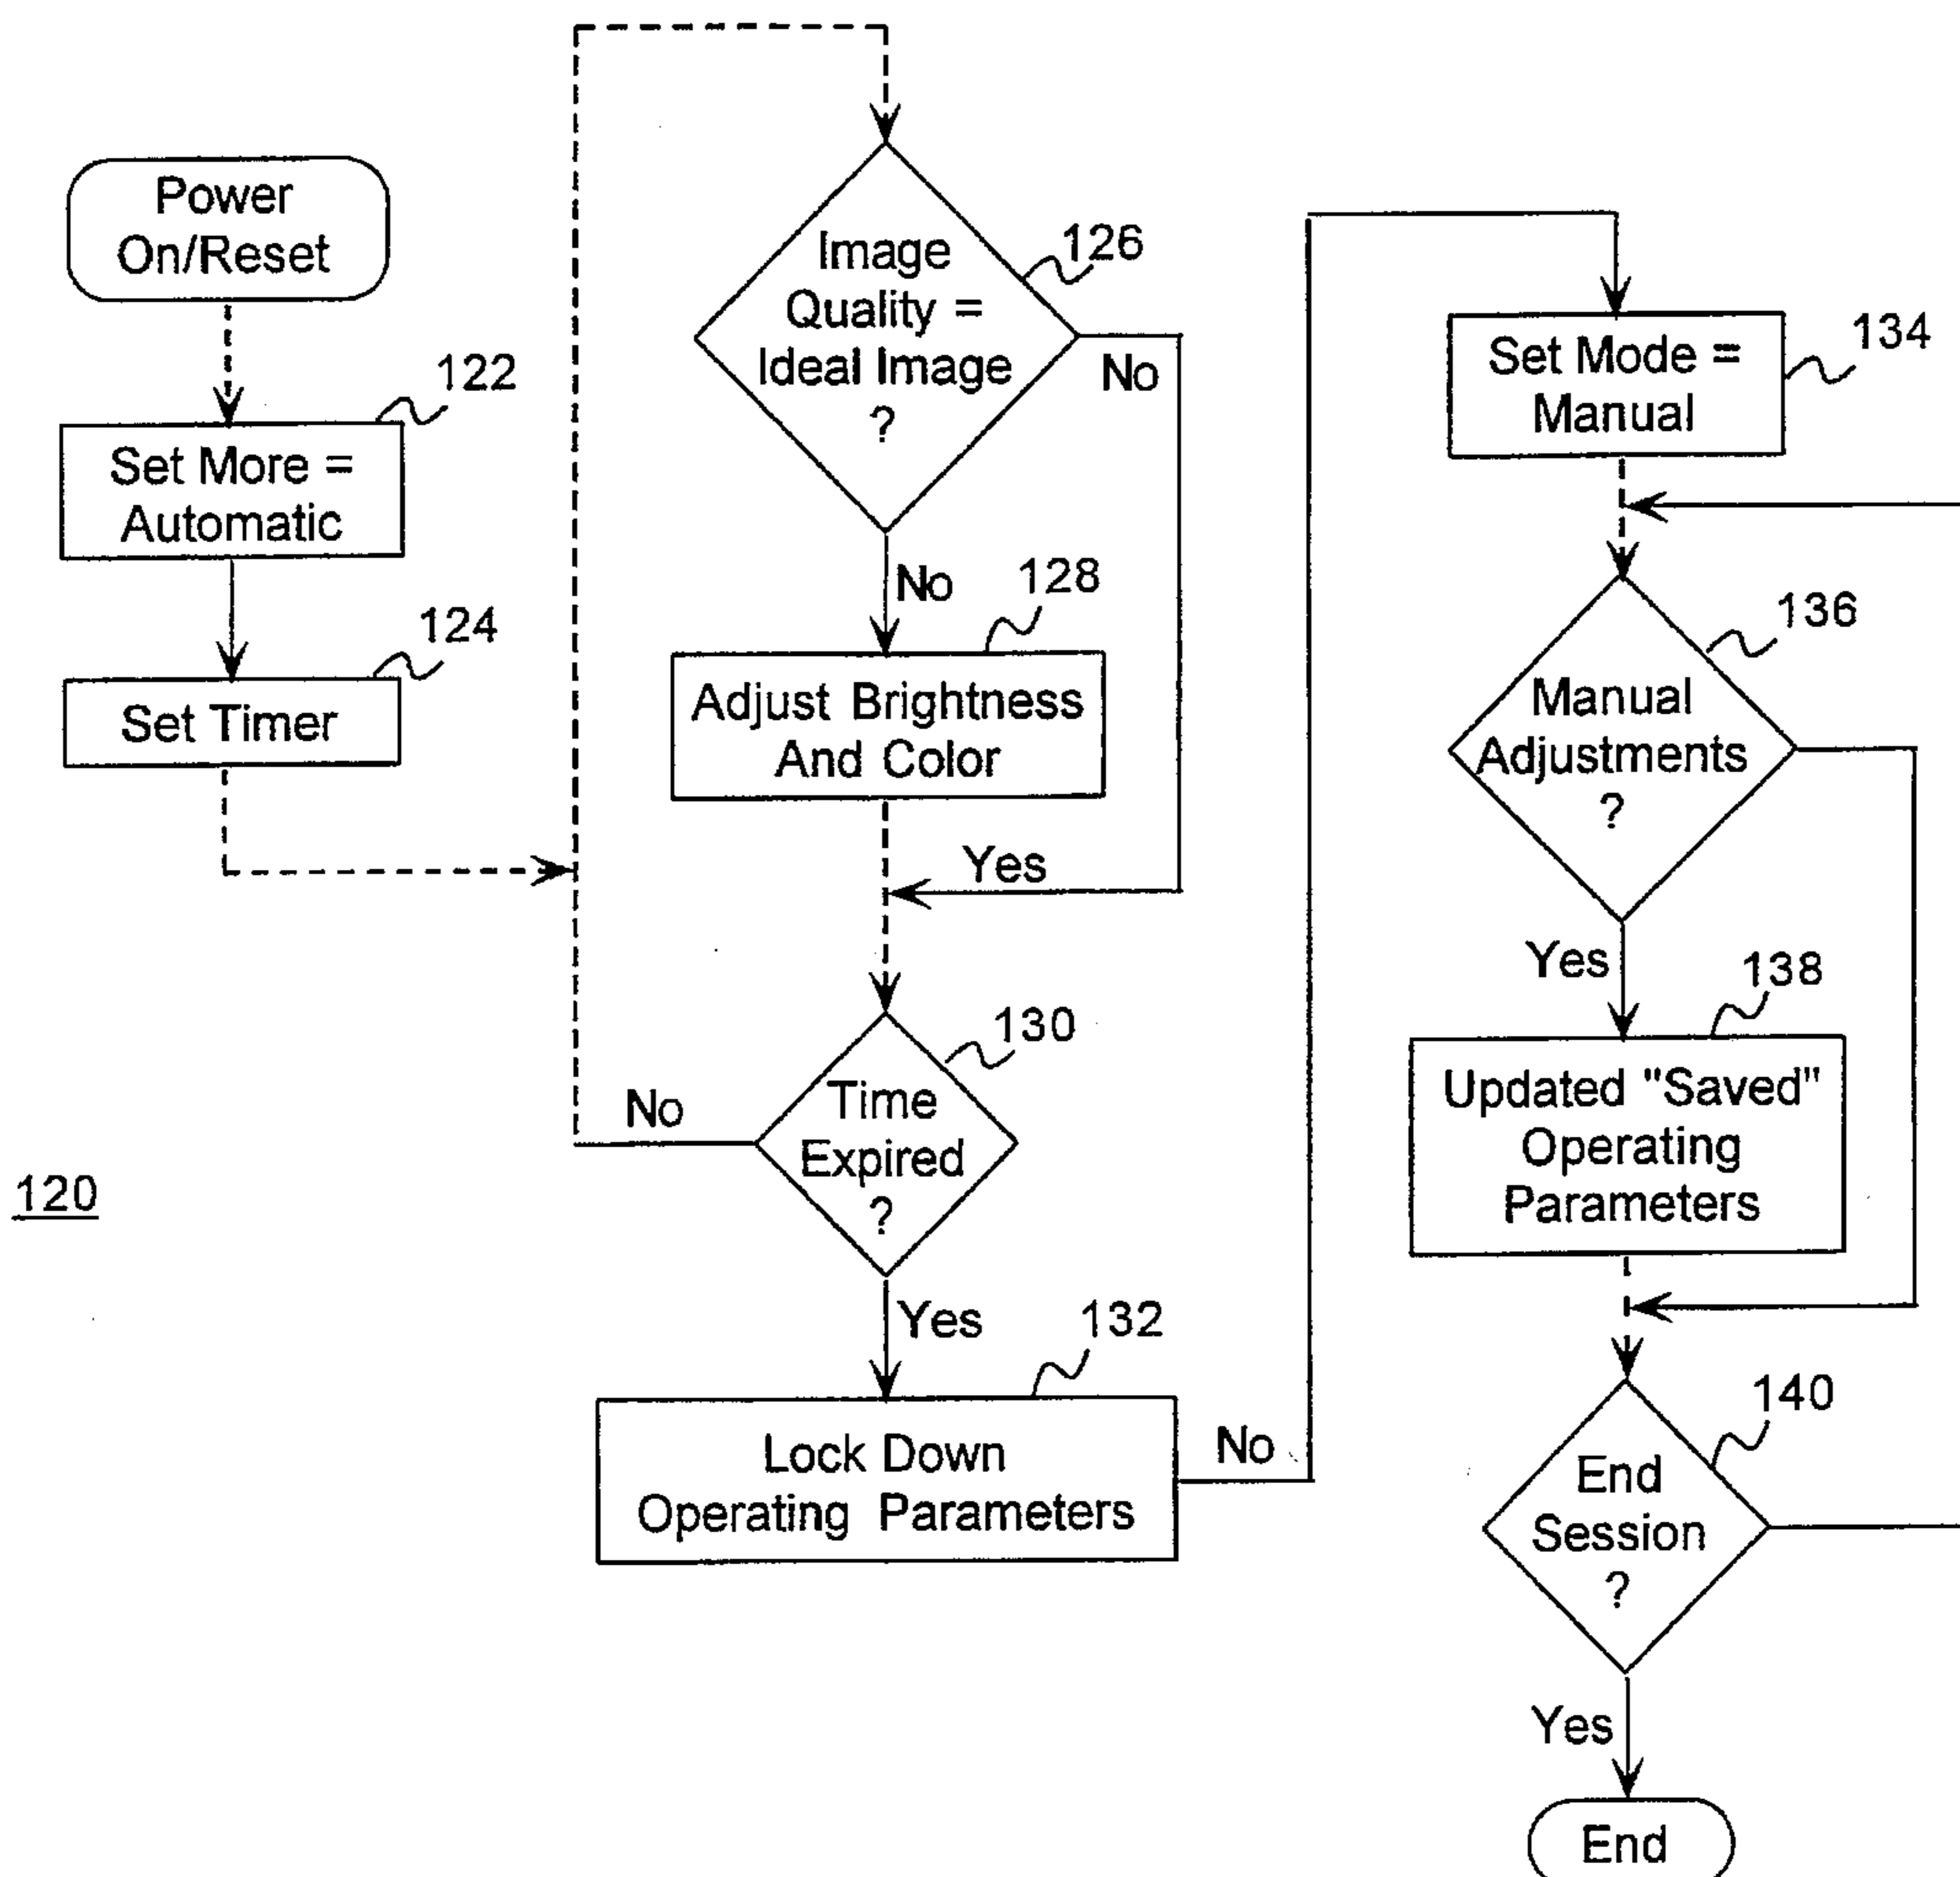 Power
On/Reset
122
Set More =
Automatic
124
Set Timer
120
126
Image
Quality =
Ideal Image
?
No
No
128
Adjust Brightness
And Color
Yes
130
Time
Expired
?
No
Yes
132
Lock Down
Operating Parameters
No
134
Set Mode =
Manual
136
Manual
Adjustments
?
Yes
138
Updated "Saved"
Operating
Parameters
140
End
Session
?
Yes
End